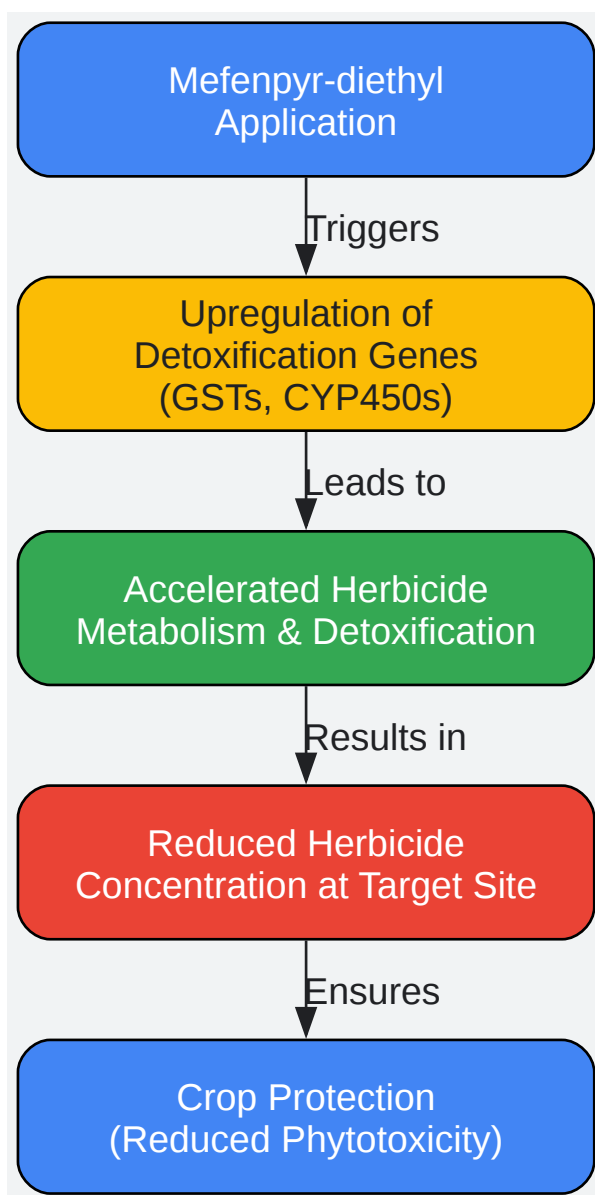 Mefenpyr-diethyl
Application
Triggers
Upregulation of
Detoxification Genes
(GSTs, CYP450s)
Leads to
Accelerated Herbicide
Metabolism & Detoxification
Results in
Reduced Herbicide
Concentration at Target Site
Ensures
Crop Protection
(Reduced Phytotoxicity)